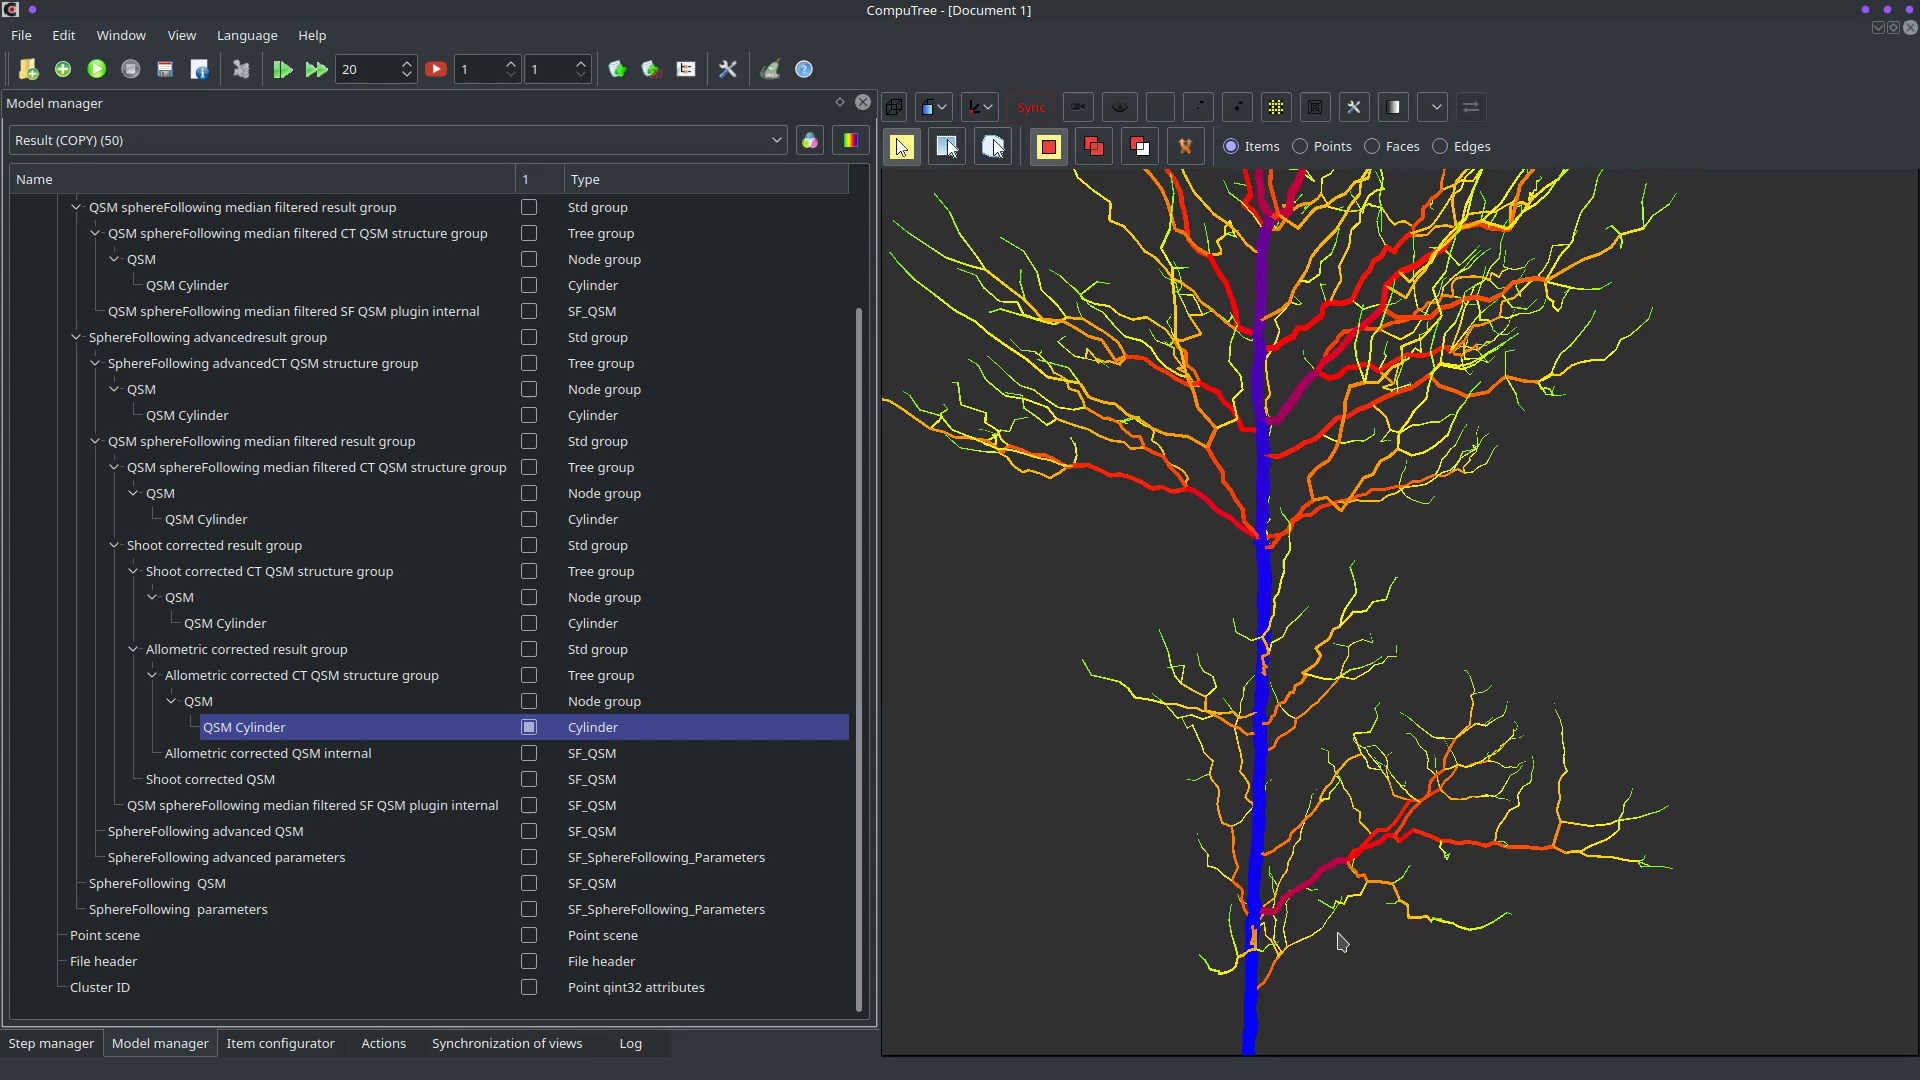 CompuTree - [Document 1]
File Edit Window View Language Help
20 1 1
Model manager
Sync
Result (COPY) (50)
Items Points Faces Edges
Name 1 Type
QSM sphereFollowing median filtered result group Std group
QSM sphereFollowing median filtered CT QSM structure group Tree group
QSM Node group
QSM Cylinder Cylinder
QSM sphereFollowing median filtered SF QSM plugin internal SF_QSM
SphereFollowing advancedresult group Std group
SphereFollowing advancedCT QSM structure group Tree group
QSM Node group
QSM Cylinder Cylinder
QSM sphereFollowing median filtered result group Std group
QSM sphereFollowing median filtered CT QSM structure group Tree group
QSM Node group
QSM Cylinder Cylinder
Shoot corrected result group Std group
Shoot corrected CT QSM structure group Tree group
QSM Node group
QSM Cylinder Cylinder
Allometric corrected result group Std group
Allometric corrected CT QSM structure group Tree group
QSM Node group
QSM Cylinder Cylinder
Allometric corrected QSM internal SF_QSM
Shoot corrected QSM SF_QSM
QSM sphereFollowing median filtered SF QSM plugin internal SF_QSM
SphereFollowing advanced QSM SF_QSM
SphereFollowing advanced parameters SF_SphereFollowing_Parameters
SphereFollowing  QSM SF_QSM
SphereFollowing  parameters SF_SphereFollowing_Parameters
Point scene Point scene
File header File header
Cluster ID Point qint32 attributes
Step manager Model manager Item configurator Actions Synchronization of views Log